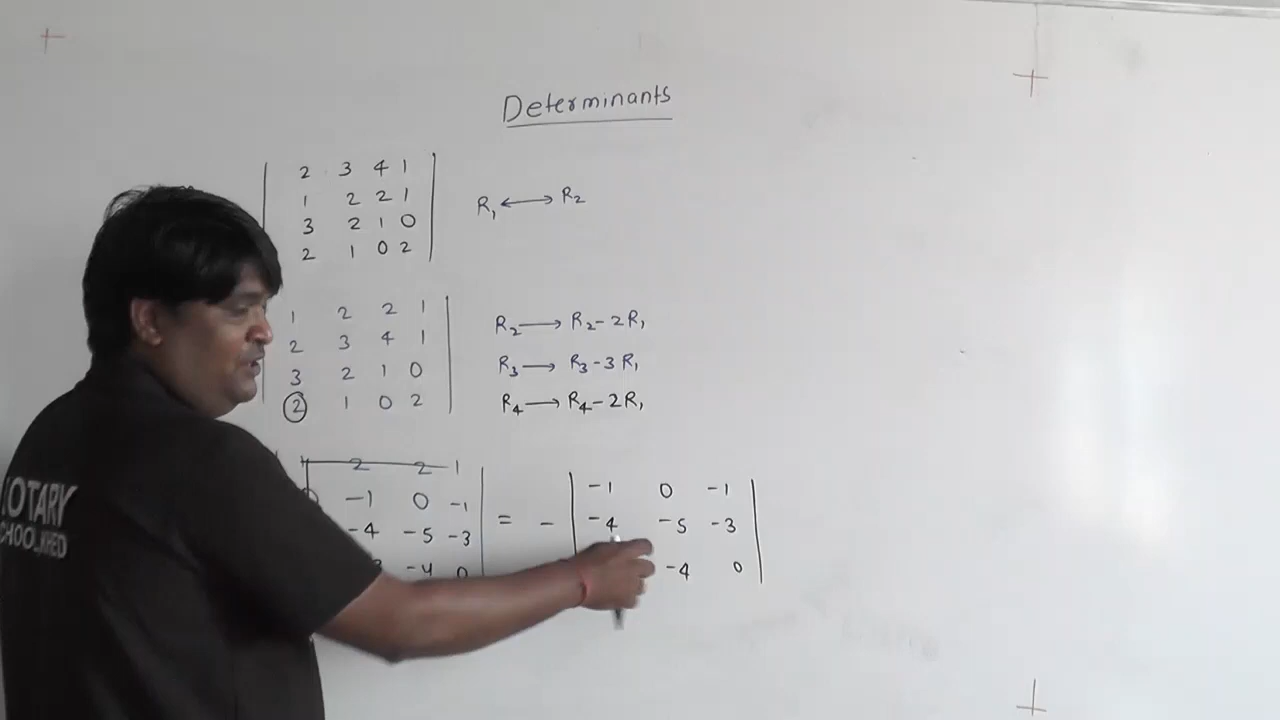 Determinants
2 3 4 1
1 2 2 1
3 2 1 0
2 1 0 2
R₁ ⟷ R₂
1 2 2 1
2 3 4 1
3 2 1 0
2 1 0 2
R₂ ⟶ R₂ - 2R₁
R₃ ⟶ R₃ - 3R₁
R₄ ⟶ R₄ - 2R₁
2 2 1
-1 0 -1
-4 -5 -3
-4 0
= -
-1 0 -1
-4 -5 -3
-4 0
OTARY